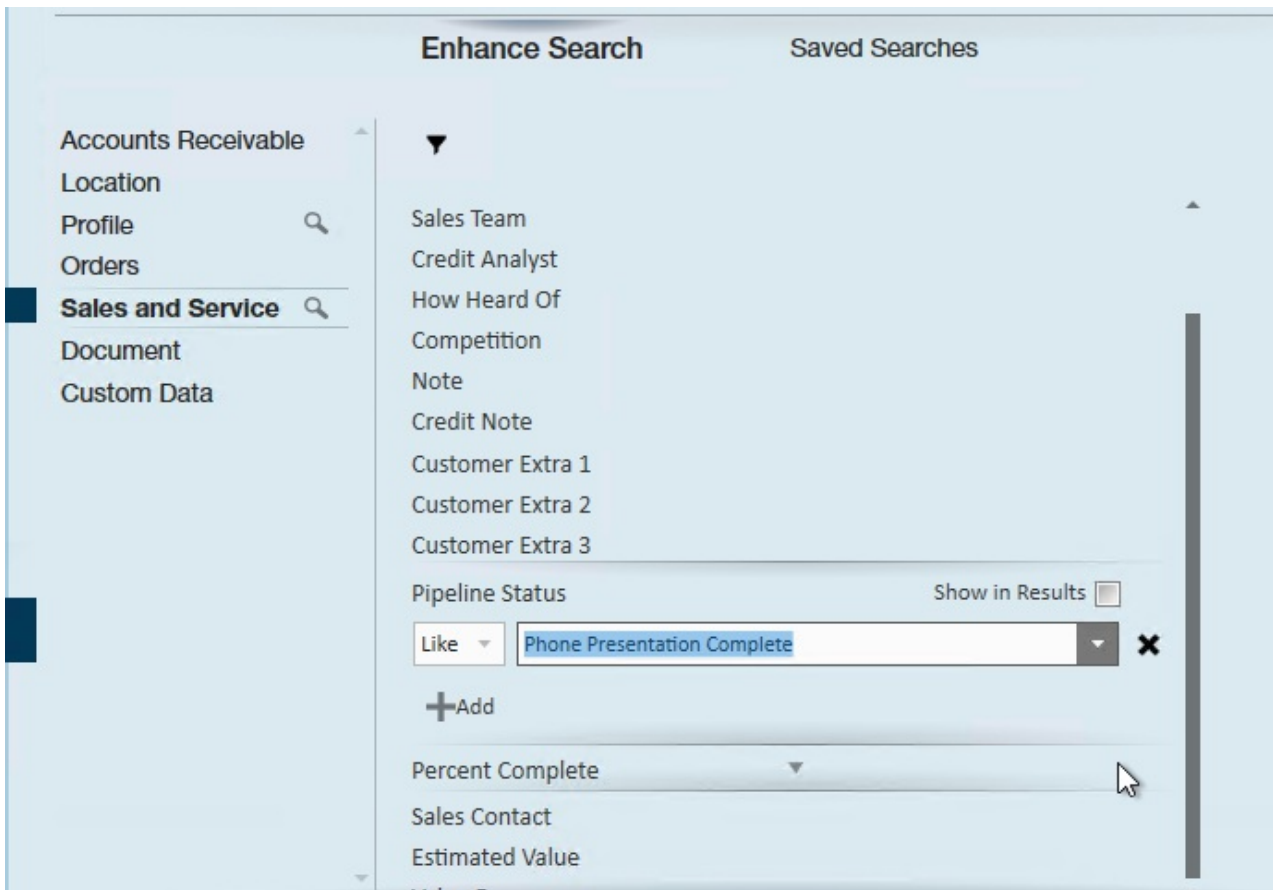 Enhance Search
Saved Searches
Accounts Receivable
Location
Profile
Orders
Sales and Service
Document
Custom Data
Sales Team
Credit Analyst
How Heard Of
Competition
Note
Credit Note
Customer Extra 1
Customer Extra 2
Customer Extra 3
Pipeline Status
Show in Results
Like
Phone Presentation Complete
Add
Percent Complete
Sales Contact
Estimated Value